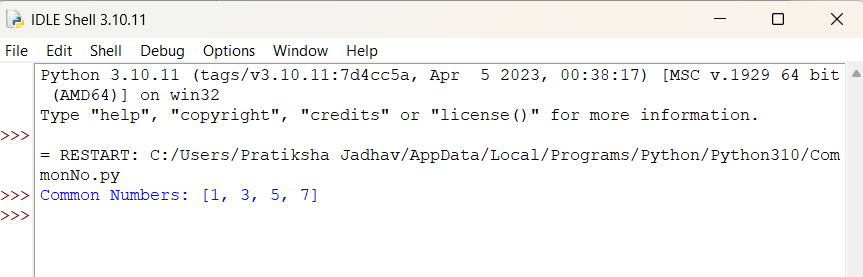 IDLE Shell 3.10.11
File Edit Shell Debug Options Window Help
Python 3.10.11 (tags/v3.10.11:7d4cc5a, Apr  5 2023, 00:38:17) [MSC v.1929 64 bit
 (AMD64)] on win32
Type "help", "copyright", "credits" or "license()" for more information.
>>>
= RESTART: C:/Users/Pratiksha Jadhav/AppData/Local/Programs/Python/Python310/Com
monNo.py
>>> Common Numbers: [1, 3, 5, 7]
>>>